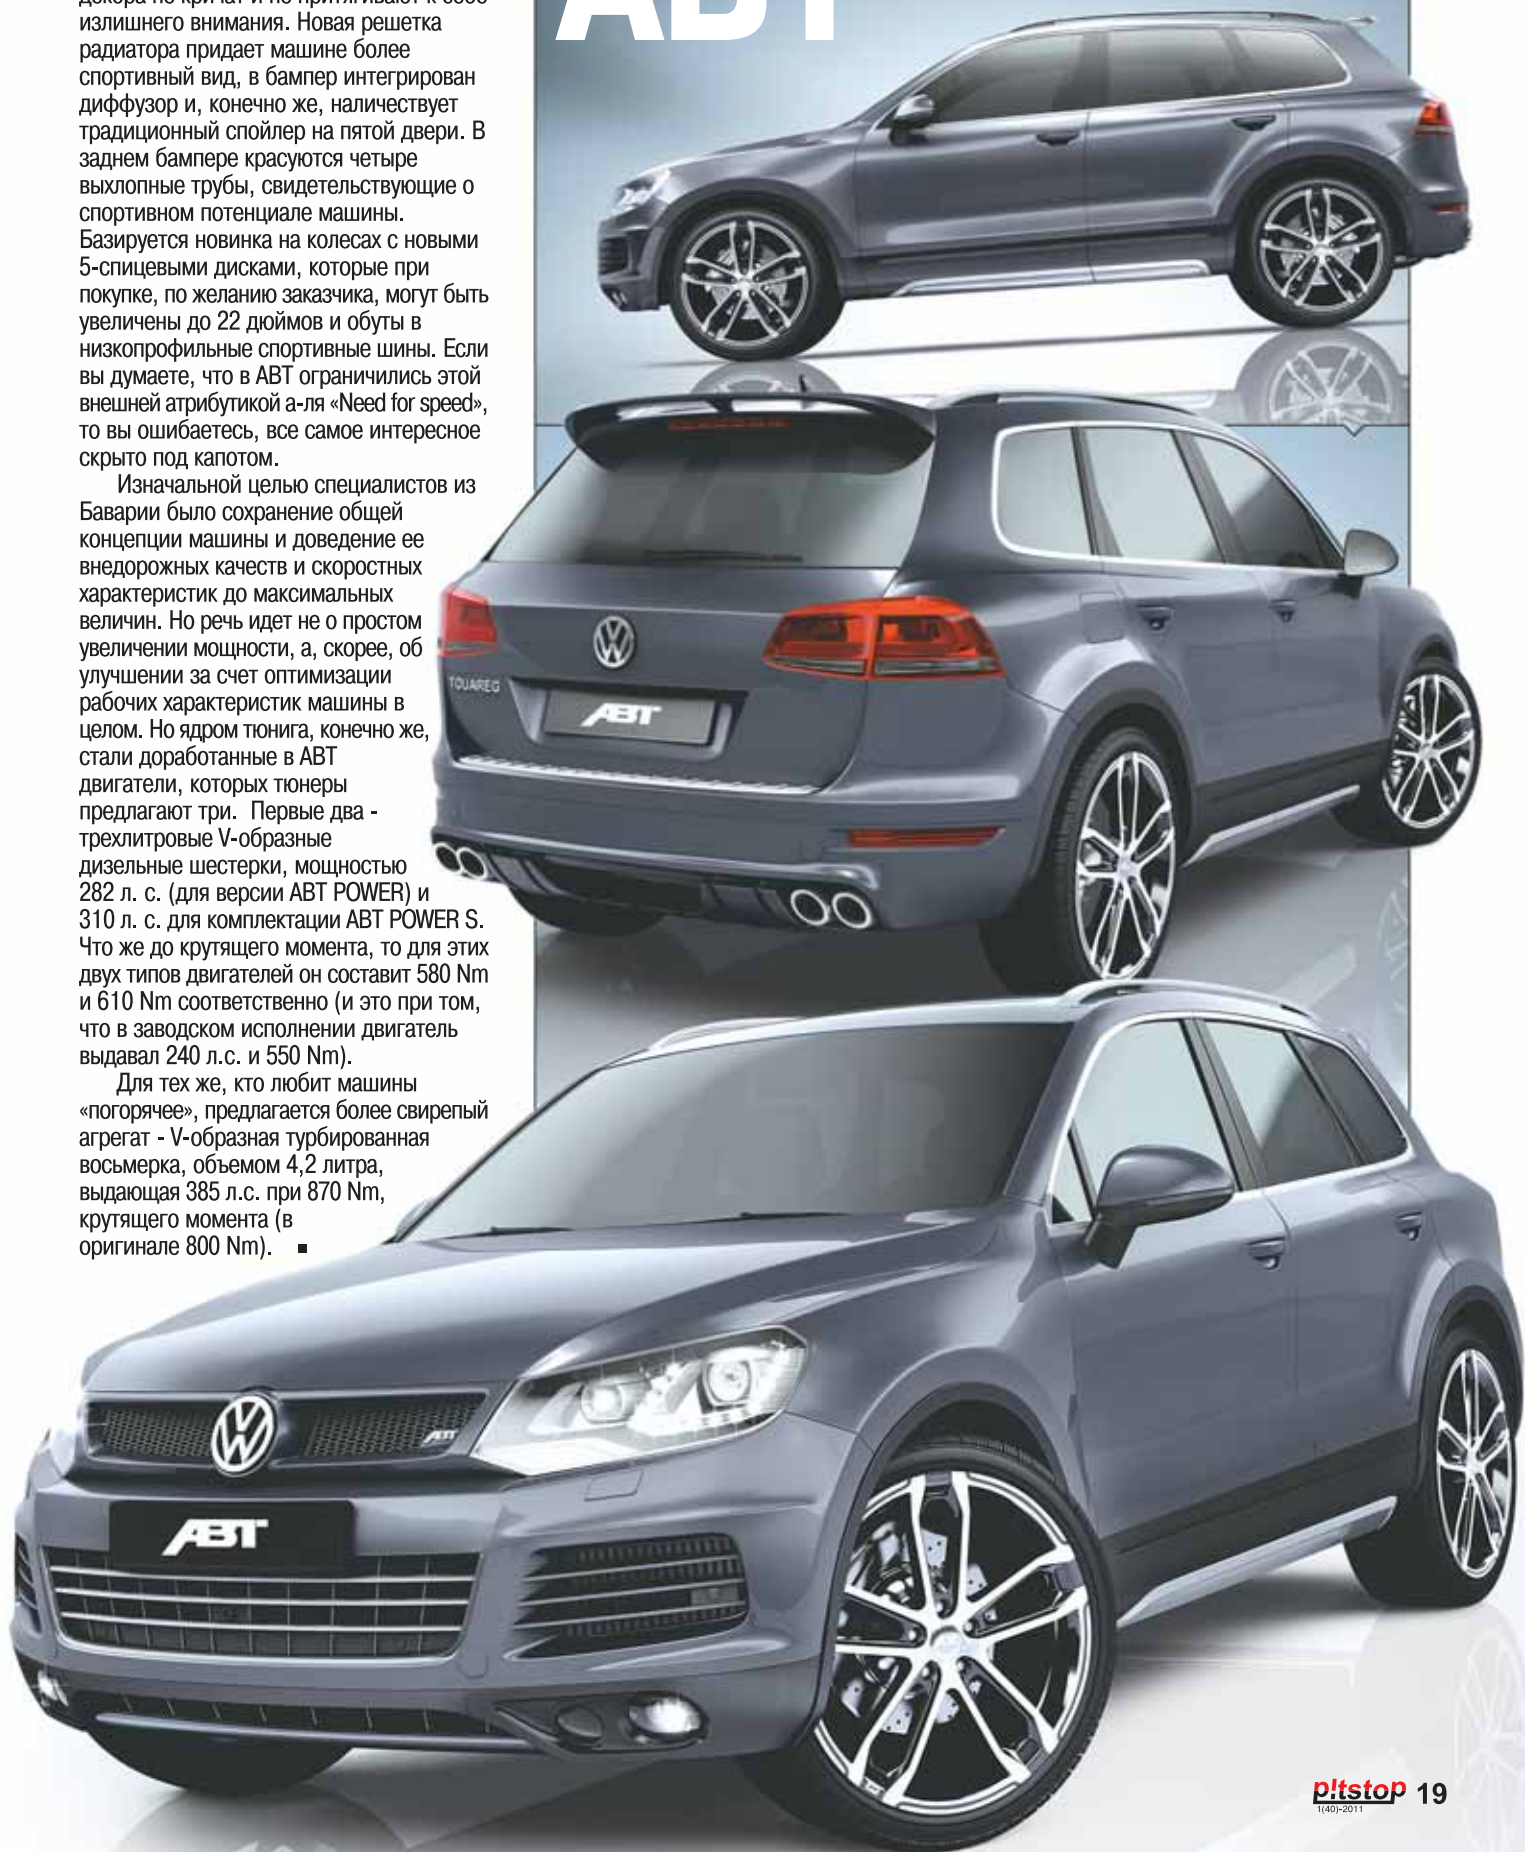 излишнего внимания. Новая решетка
радиатора придает машине более
спортивный вид, в бампер интегрирован
диффузор и, конечно же, наличествует
традиционный спойлер на пятой двери. В
заднем бампере красуются четыре
выхлопные трубы, свидетельствующие о
спортивном потенциале машины.
Базируется новинка на колесах с новыми
5-спицевыми дисками, которые при
покупке, по желанию заказчика, могут быть
увеличены до 22 дюймов и обуты в
низкопрофильные спортивные шины. Если
вы думаете, что в ABT ограничились этой
внешней атрибутикой а-ля «Need for speed»,
то вы ошибаетесь, все самое интересное
скрыто под капотом.
Изначальной целью специалистов из
Баварии было сохранение общей
концепции машины и доведение ее
внедорожных качеств и скоростных
характеристик до максимальных
величин. Но речь идет не о простом
увеличении мощности, а, скорее, об
улучшении за счет оптимизации
рабочих характеристик машины в
целом. Но ядром тюнига, конечно же,
стали доработанные в ABT
двигатели, которых тюнеры
предлагают три. Первые два -
трехлитровые V-образные
дизельные шестерки, мощностью
282 л. с. (для версии ABT POWER) и
310 л. с. для комплектации ABT POWER S.
Что же до крутящего момента, то для этих
двух типов двигателей он составит 580 Nm
и 610 Nm соответственно (и это при том,
что в заводском исполнении двигатель
выдавал 240 л.с. и 550 Nm).
Для тех же, кто любит машины
«погорячее», предлагается более свирепый
агрегат - V-образная турбированная
восьмерка, объемом 4,2 литра,
выдающая 385 л.с. при 870 Nm,
крутящего момента (в
оригинале 800 Nm).
ABT
TOUAREG
ABT
ABT
ABT
p!tstop 19
1(40)-2011